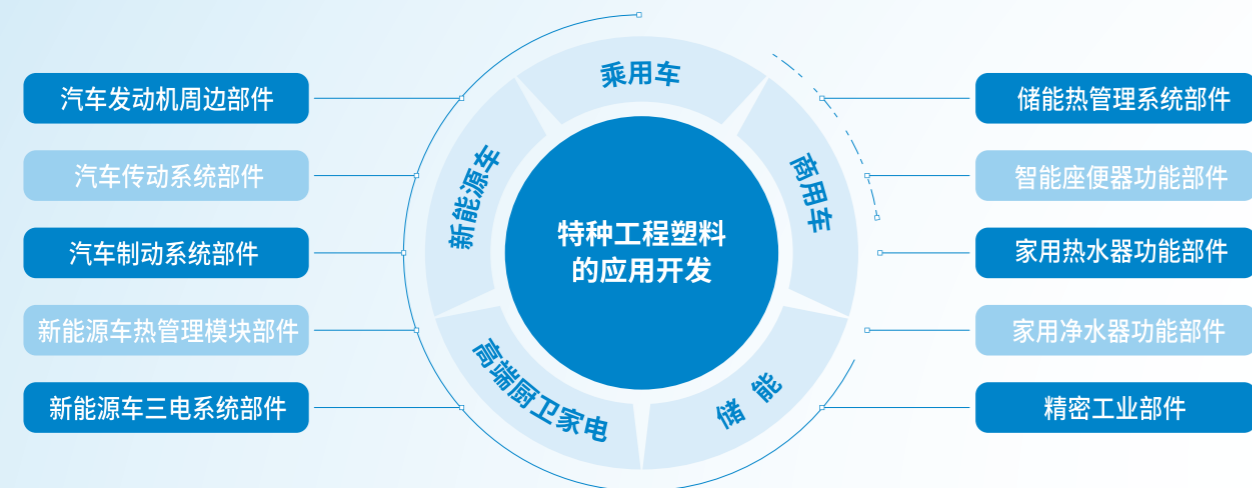 汽车发动机周边部件
汽车传动系统部件
汽车制动系统部件
新能源车热管理模块部件
新能源车三电系统部件
乘用车
商用车
储能
高端厨卫家电
新能源车
特种工程塑料
的应用开发
储能热管理系统部件
智能座便器功能部件
家用热水器功能部件
家用净水器功能部件
精密工业部件